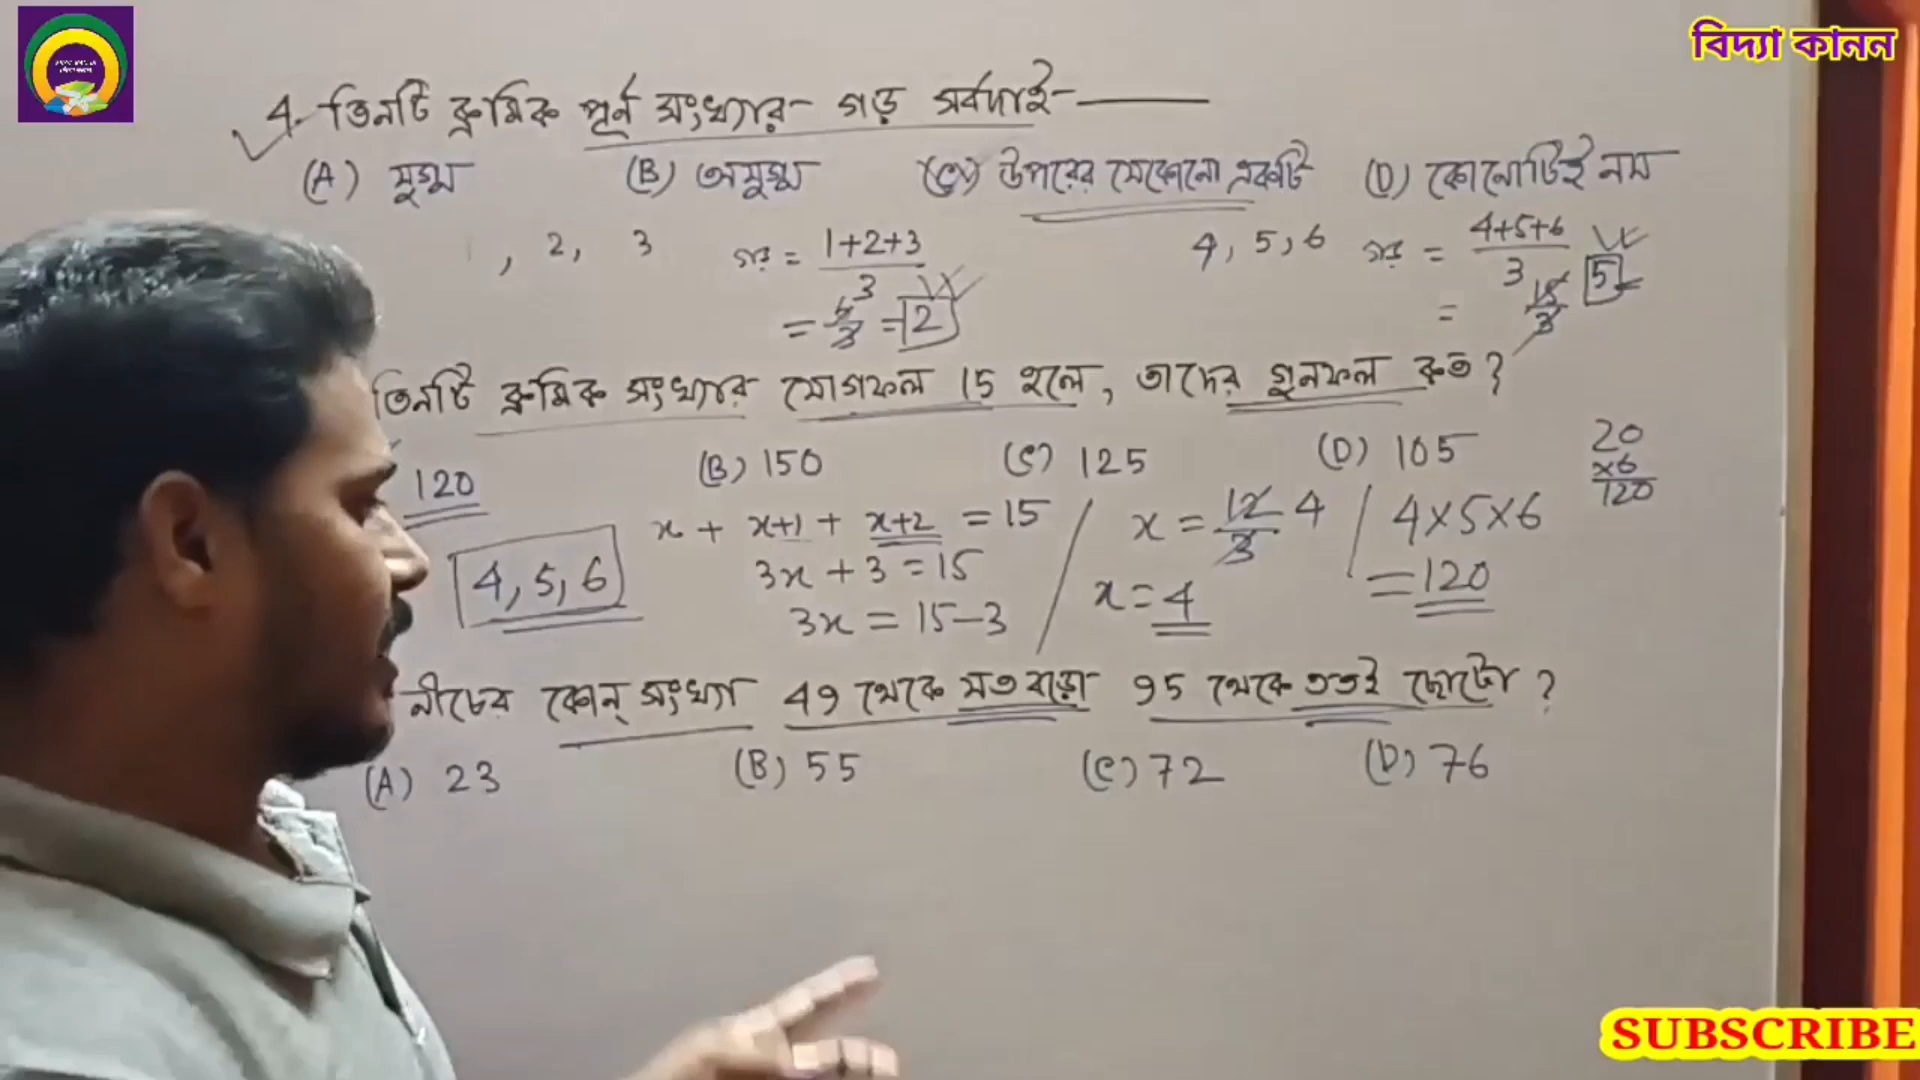 বিদ্যা কানন
4. তিনটি ক্রমিক পূর্ন সংখ্যার গড় সর্বদাই-
(A) যুগ্ম (B) অযুগ্ম (C) উপরের যেকোনো একটি (D) কোনোটিই নয়
, 2, 3 গড় = 1+2+3 / 3 4, 5, 6 গড় = 4+5+6 / 3
= 6/3 = 2 = 15/3 5
তিনটি ক্রমিক সংখ্যার যোগফল 15 হলে, তাদের গুনফল কত?
120 (B) 150 (C) 125 (D) 105
20
×6
120
x + x+1 + x+2 = 15 x = 12/3 4 4×5×6
4, 5, 6 3x + 3 = 15 x = 4 = 120
3x = 15-3
নীচের কোন্ সংখ্যা 49 থেকে যত বড়ো 95 থেকে ততই ছোটো ?
(A) 23 (B) 55 (C) 72 (D) 76
SUBSCRIBE